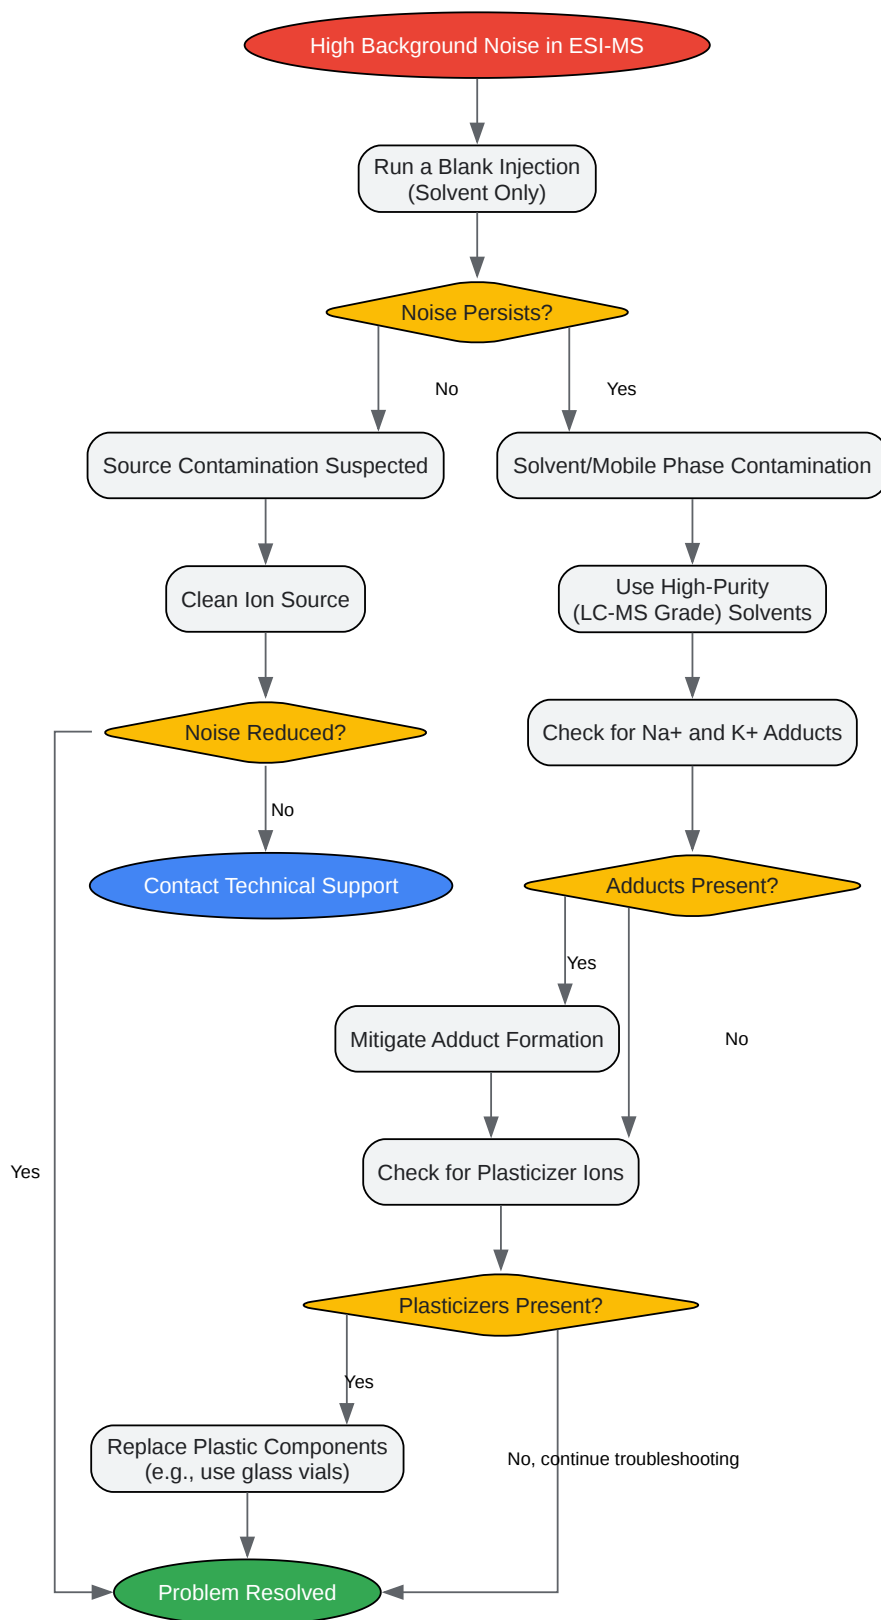 High Background Noise in ESI-MS
Run a Blank Injection
(Solvent Only)
Noise Persists?
No
Yes
Source Contamination Suspected
Solvent/Mobile Phase Contamination
Clean Ion Source
Use High-Purity
(LC-MS Grade) Solvents
Noise Reduced?
Check for Na+ and K+ Adducts
No
Contact Technical Support
Adducts Present?
Yes
Mitigate Adduct Formation
No
Yes
Check for Plasticizer Ions
Plasticizers Present?
Yes
Replace Plastic Components
(e.g., use glass vials)
No, continue troubleshooting
Problem Resolved